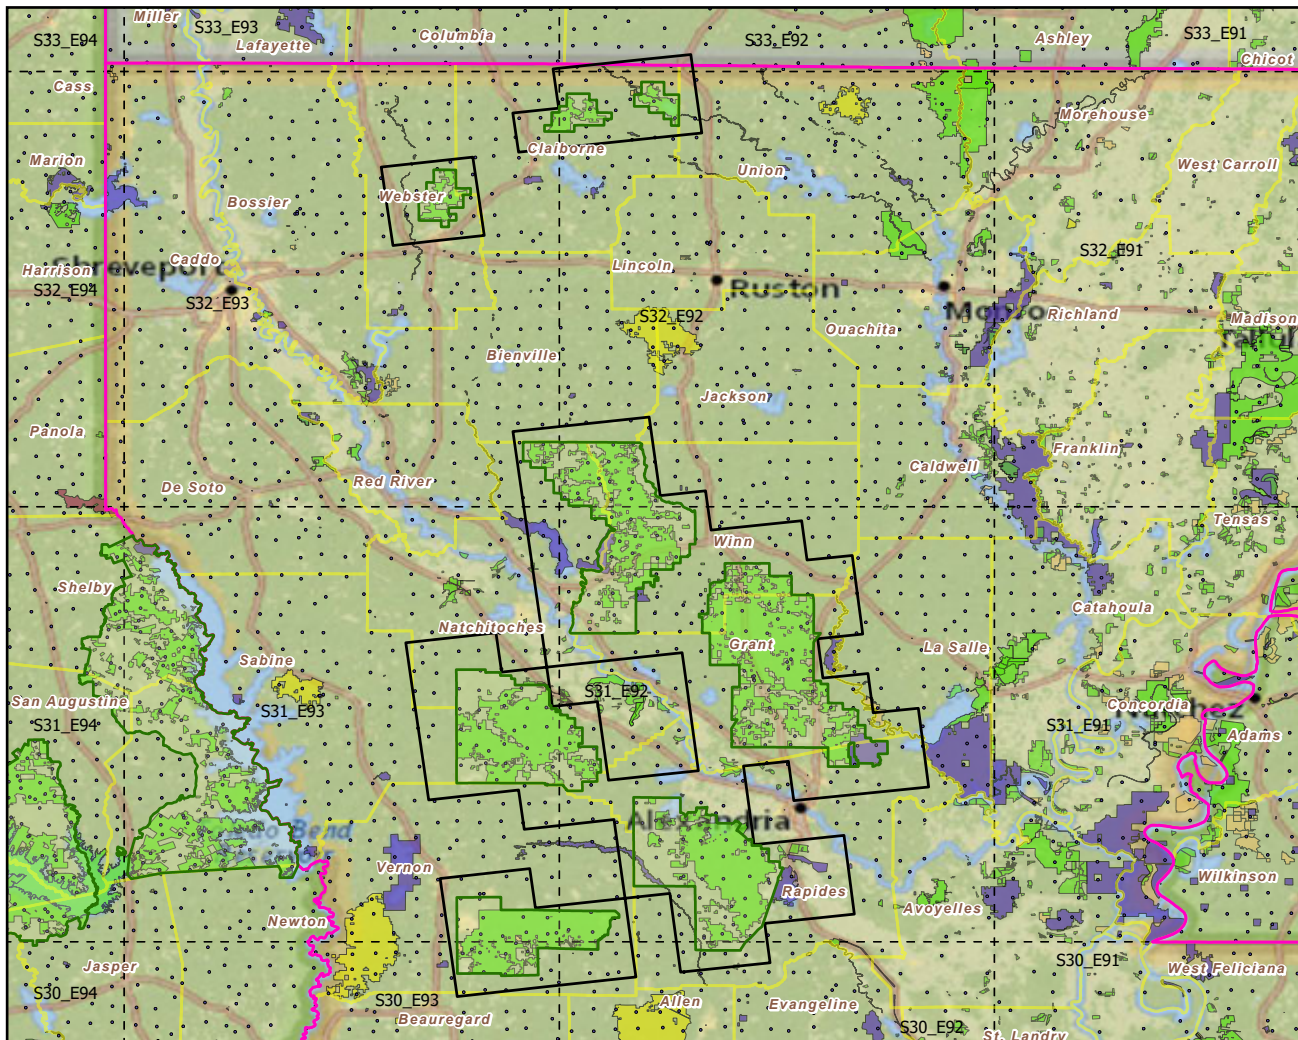 Miller
S33_E93
Columbia
S33_E94
Lafayette
S33_E92
Ashley
S33_E91
Chicot
Cass
Morehouse
Claiborne
Marion
Union
West Carroll
Webster
Bossier
S32_E91
Caddo
Harrison
Shreveport
Lincoln
S32_E94
Ruston
S32_E93
S32_E92
Richland
Madison
Ouachita
Bienville
Jackson
Panola
Franklin
Caldwell
Red River
De Soto
Tensas
Winn
Shelby
Catahoula
Natchitoches
Grant
La Salle
Sabine
S31_E92
San Augustine
Concordia
S31_E93
S31_E94
S31_E91
Natchez
Adams
Alexandria
Vernon
Wilkinson
Rapides
Avoyelles
Newton
S30_E91
Jasper
West Feliciana
S30_E94
S30_E93
Allen
Evangeline
Beauregard
S30_E92
St. Landry